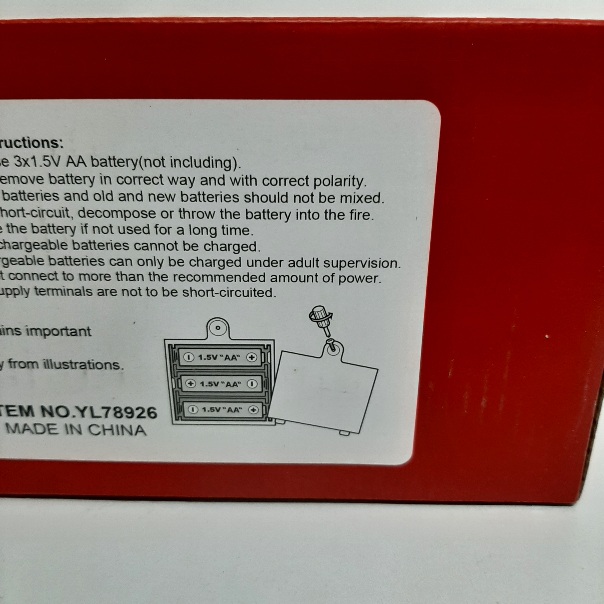 ructions:
e 3x1.5V AA battery(not including).
emove battery in correct way and with correct polarity.
batteries and old and new batteries should not be mixed.
hort-circuit, decompose or throw the battery into the fire.
e the battery if not used for a long time.
chargeable batteries cannot be charged.
rgeable batteries can only be charged under adult supervision.
t connect to more than the recommended amount of power.
upply terminals are not to be short-circuited.
ins important
y from illustrations.
1.5V "AA"
1.5V "AA"
1.5V "AA"
TEM NO.YL78926
MADE IN CHINA